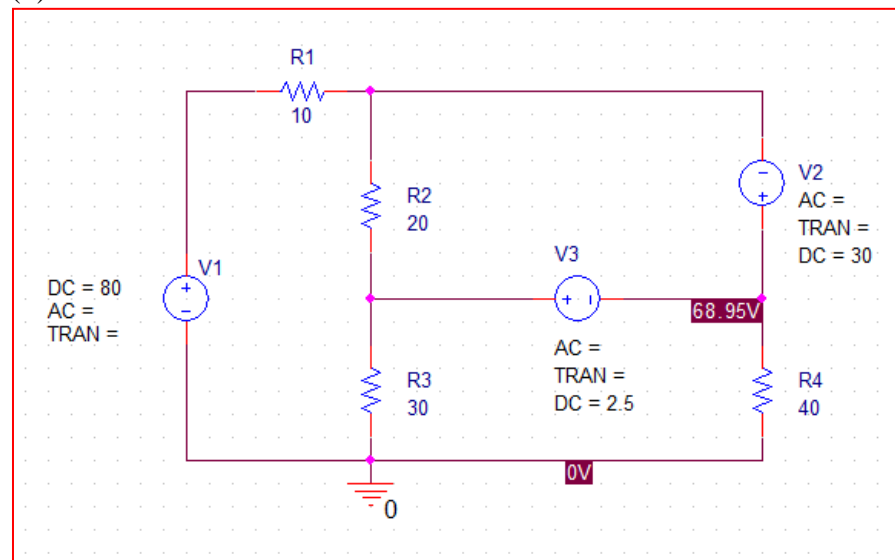 R1
10
R2
20
V2
AC =
TRAN =
DC = 30
V1
DC = 80
AC =
TRAN =
V3
68.95V
AC =
TRAN =
DC = 2.5
R3
30
R4
40
0V
0